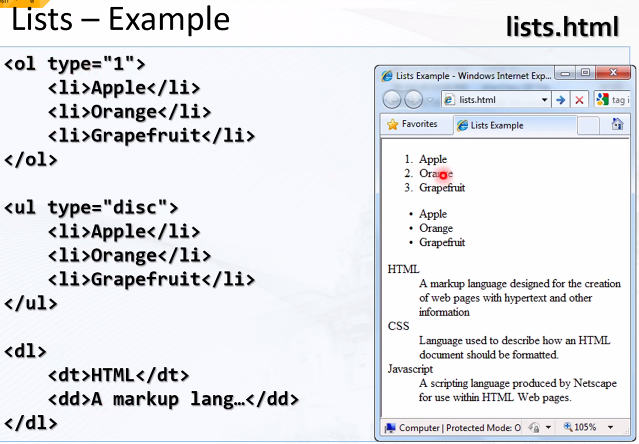 Lists – Example
lists.html
<ol type="1">
<li>Apple</li>
<li>Orange</li>
<li>Grapefruit</li>
</ol>
<ul type="disc">
<li>Apple</li>
<li>Orange</li>
<li>Grapefruit</li>
</ul>
<dl>
<dt>HTML</dt>
<dd>A markup lang…</dd>
</dl>
Lists Example - Windows Internet Exp...
lists.html
tag i
Favorites
Lists Example
1. Apple
2. Orange
3. Grapefruit
• Apple
• Orange
• Grapefruit
HTML
A markup language designed for the creation
of web pages with hypertext and other
information
CSS
Language used to describe how an HTML
document should be formatted.
Javascript
A scripting language produced by Netscape
for use within HTML Web pages.
Computer | Protected Mode: O
105%